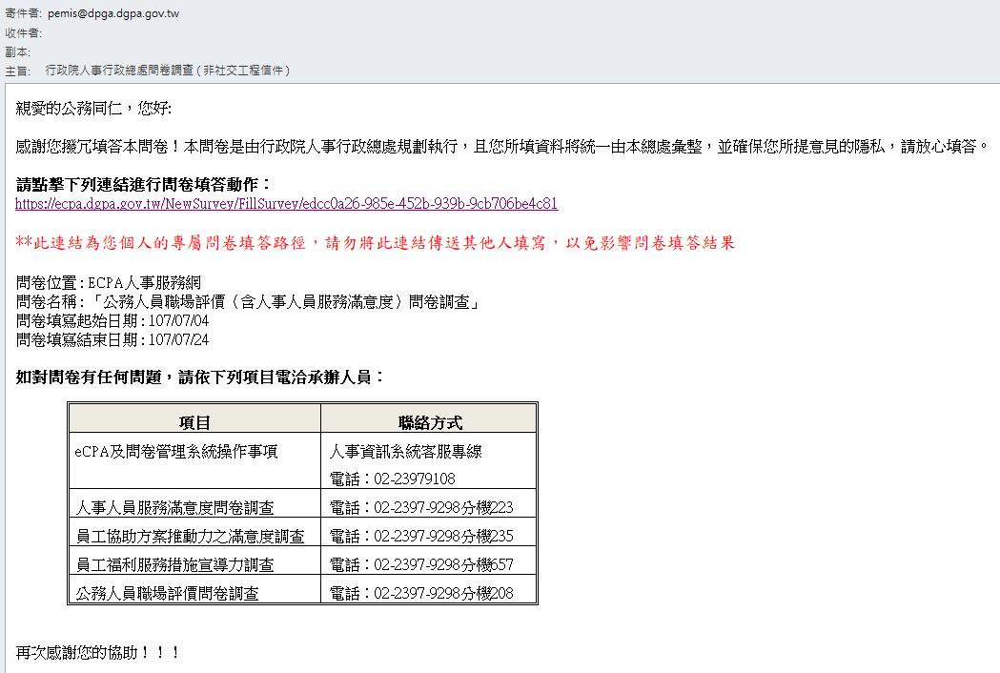 寄件者: pemis@dpga.dgpa.gov.tw
收件者:
副本:
主旨: 行政院人事行政總處問卷調查 ( 非社交工程信件 )
親愛的公務同仁，您好:
感謝您撥冗填答本問卷！本問卷是由行政院人事行政總處規劃執行，且您所填資料將統一由本總處彙整，並確保您所提意見的隱私，請放心填答。
請點擊下列連結進行問卷填答動作：
https://ecpa.dgpa.gov.tw/NewSurvey/FillSurvey/edcc0a26-985e-452b-939b-9cb706be4c81
**此連結為您個人的專屬問卷填答路徑，請勿將此連結傳送其他人填寫，以免影響問卷填答結果
問卷位置 : ECPA人事服務網
問卷名稱 : 「公務人員職場評價（含人事人員服務滿意度）問卷調查」
問卷填寫起始日期 : 107/07/04
問卷填寫結束日期 : 107/07/24
如對問卷有任何問題，請依下列項目電洽承辦人員：
項目 聯絡方式
eCPA及問卷管理系統操作事項 人事資訊系統客服專線
電話：02-23979108
人事人員服務滿意度問卷調查 電話：02-2397-9298分機223
員工協助方案推動力之滿意度調查 電話：02-2397-9298分機235
員工福利服務措施宣導力調查 電話：02-2397-9298分機657
公務人員職場評價問卷調查 電話：02-2397-9298分機208
再次感謝您的協助！！！